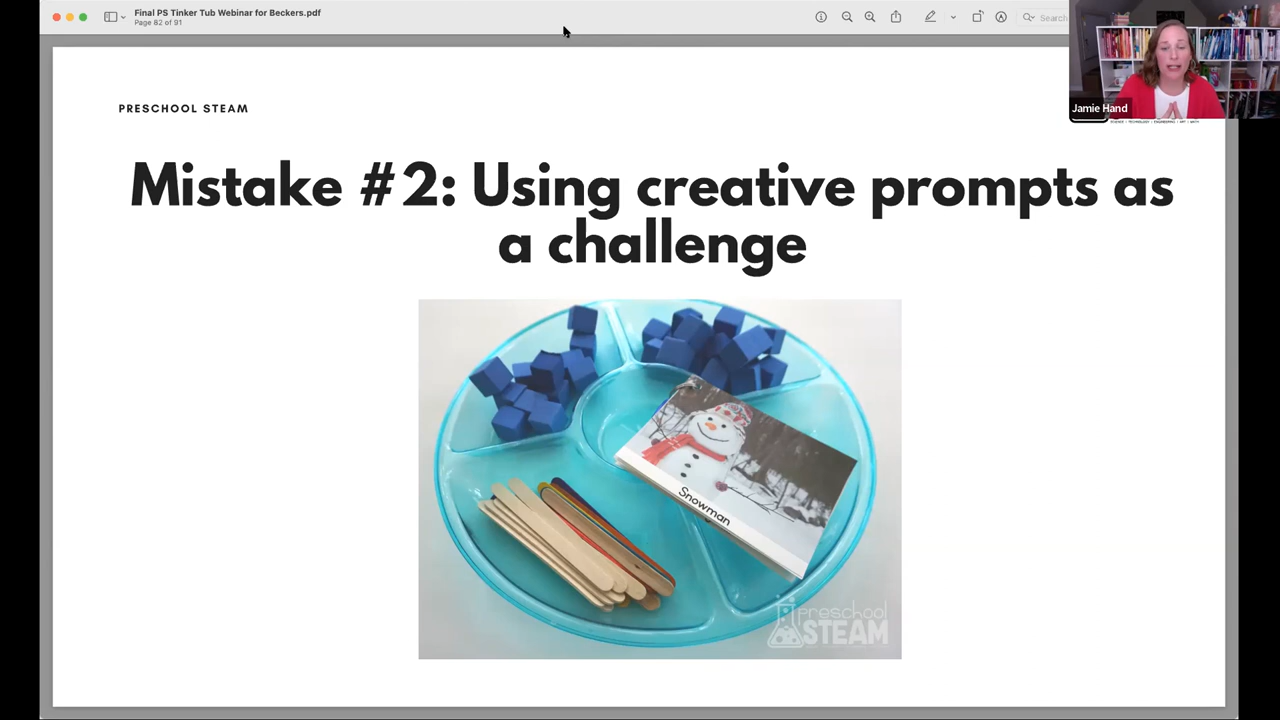 Final PS Tinker Tub Webinar for Beckers.pdf
Page 82 of 91
Search
Jamie Hand
PRESCHOOL STEAM
Mistake #2: Using creative prompts as
a challenge
Snowman
preschool
STEAM